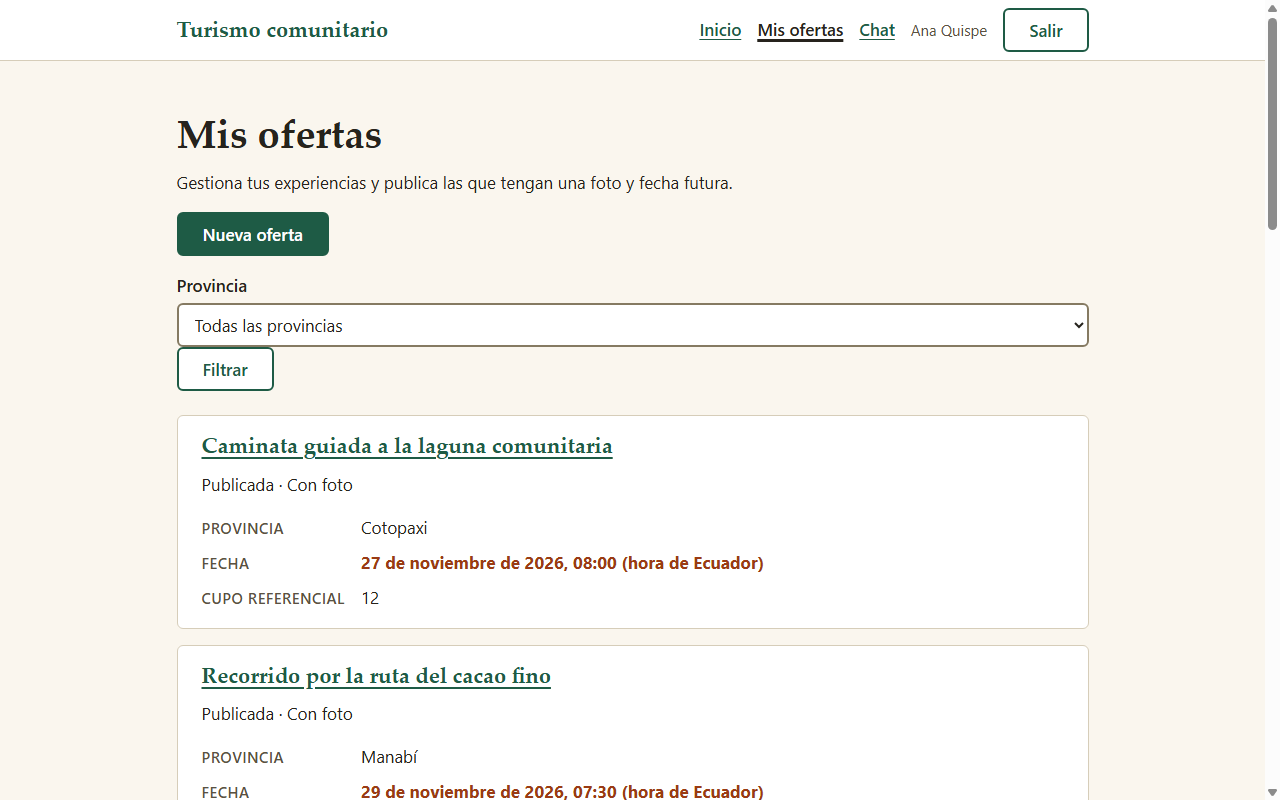 Turismo comunitario
Inicio Mis ofertas Chat Ana Quispe Salir
Mis ofertas
Gestiona tus experiencias y publica las que tengan una foto y fecha futura.
Nueva oferta
Provincia
Todas las provincias
Filtrar
Caminata guiada a la laguna comunitaria
Publicada · Con foto
PROVINCIA Cotopaxi
FECHA 27 de noviembre de 2026, 08:00 (hora de Ecuador)
CUPO REFERENCIAL 12
Recorrido por la ruta del cacao fino
Publicada · Con foto
PROVINCIA Manabí
FECHA 29 de noviembre de 2026, 07:30 (hora de Ecuador)